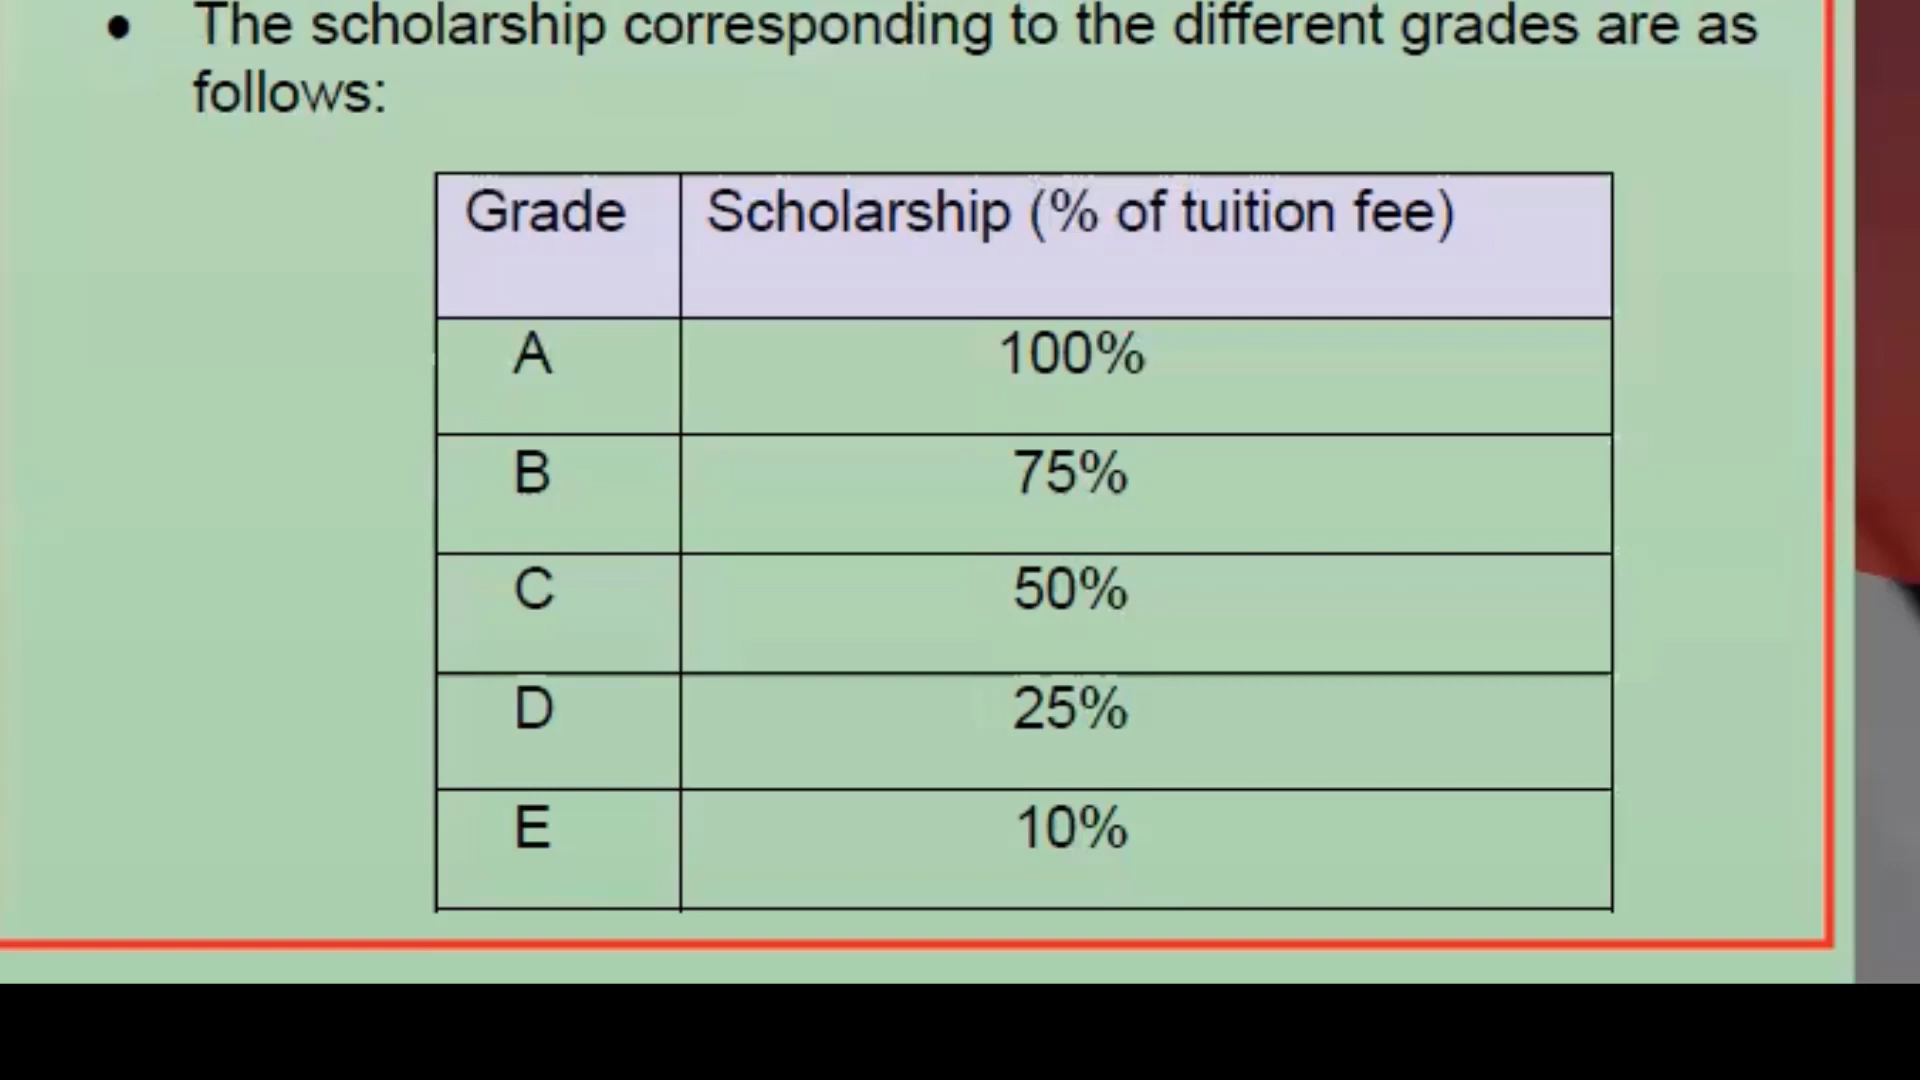 • The scholarship corresponding to the different grades are as
follows:
Grade Scholarship (% of tuition fee)
A 100%
B 75%
C 50%
D 25%
E 10%